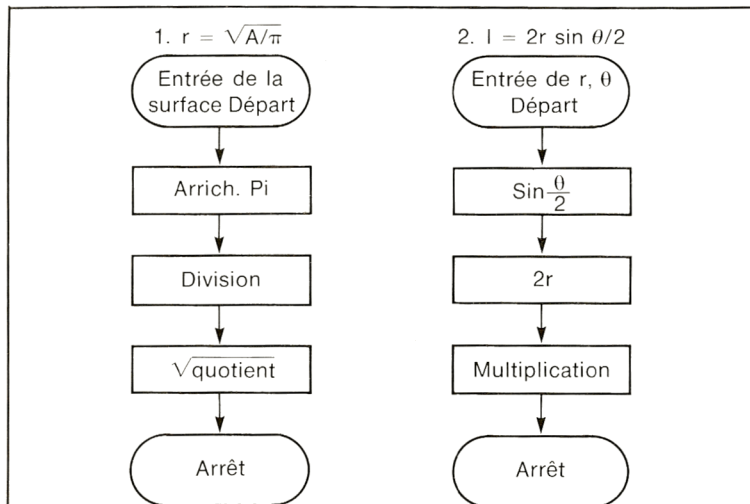 1. r = √A/π
Entrée de la
surface Départ
Arrich. Pi
Division
√quotient
Arrêt
2. l = 2r sin θ/2
Entrée de r, θ
Départ
Sin θ/2
2r
Multiplication
Arrêt